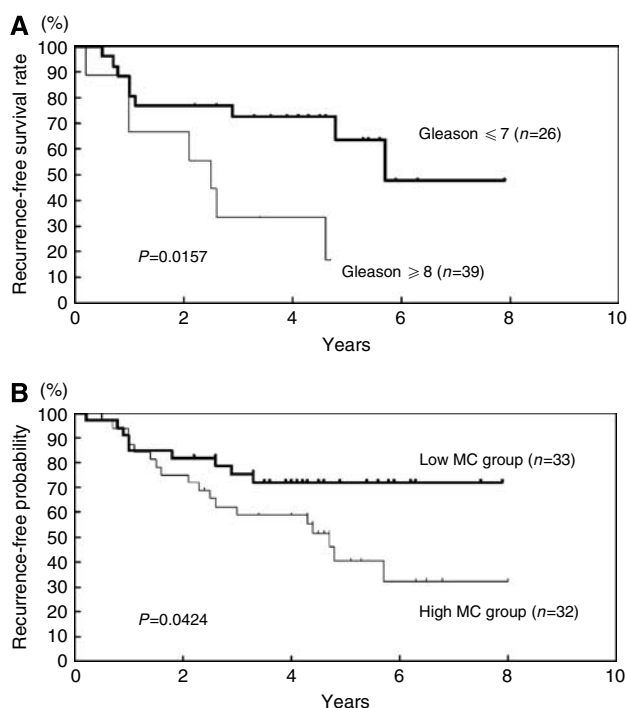 A (%)
Recurrence-free survival rate
100
90
80
70
60
50
40
30
20
10
0
Gleason ⩽ 7 (n=26)
P=0.0157
Gleason ⩾ 8 (n=39)
0 2 4 6 8 10
Years
B (%)
Recurrence-free probability
100
90
80
70
60
50
40
30
20
10
0
Low MC group (n=33)
P=0.0424
High MC group (n=32)
0 2 4 6 8 10
Years